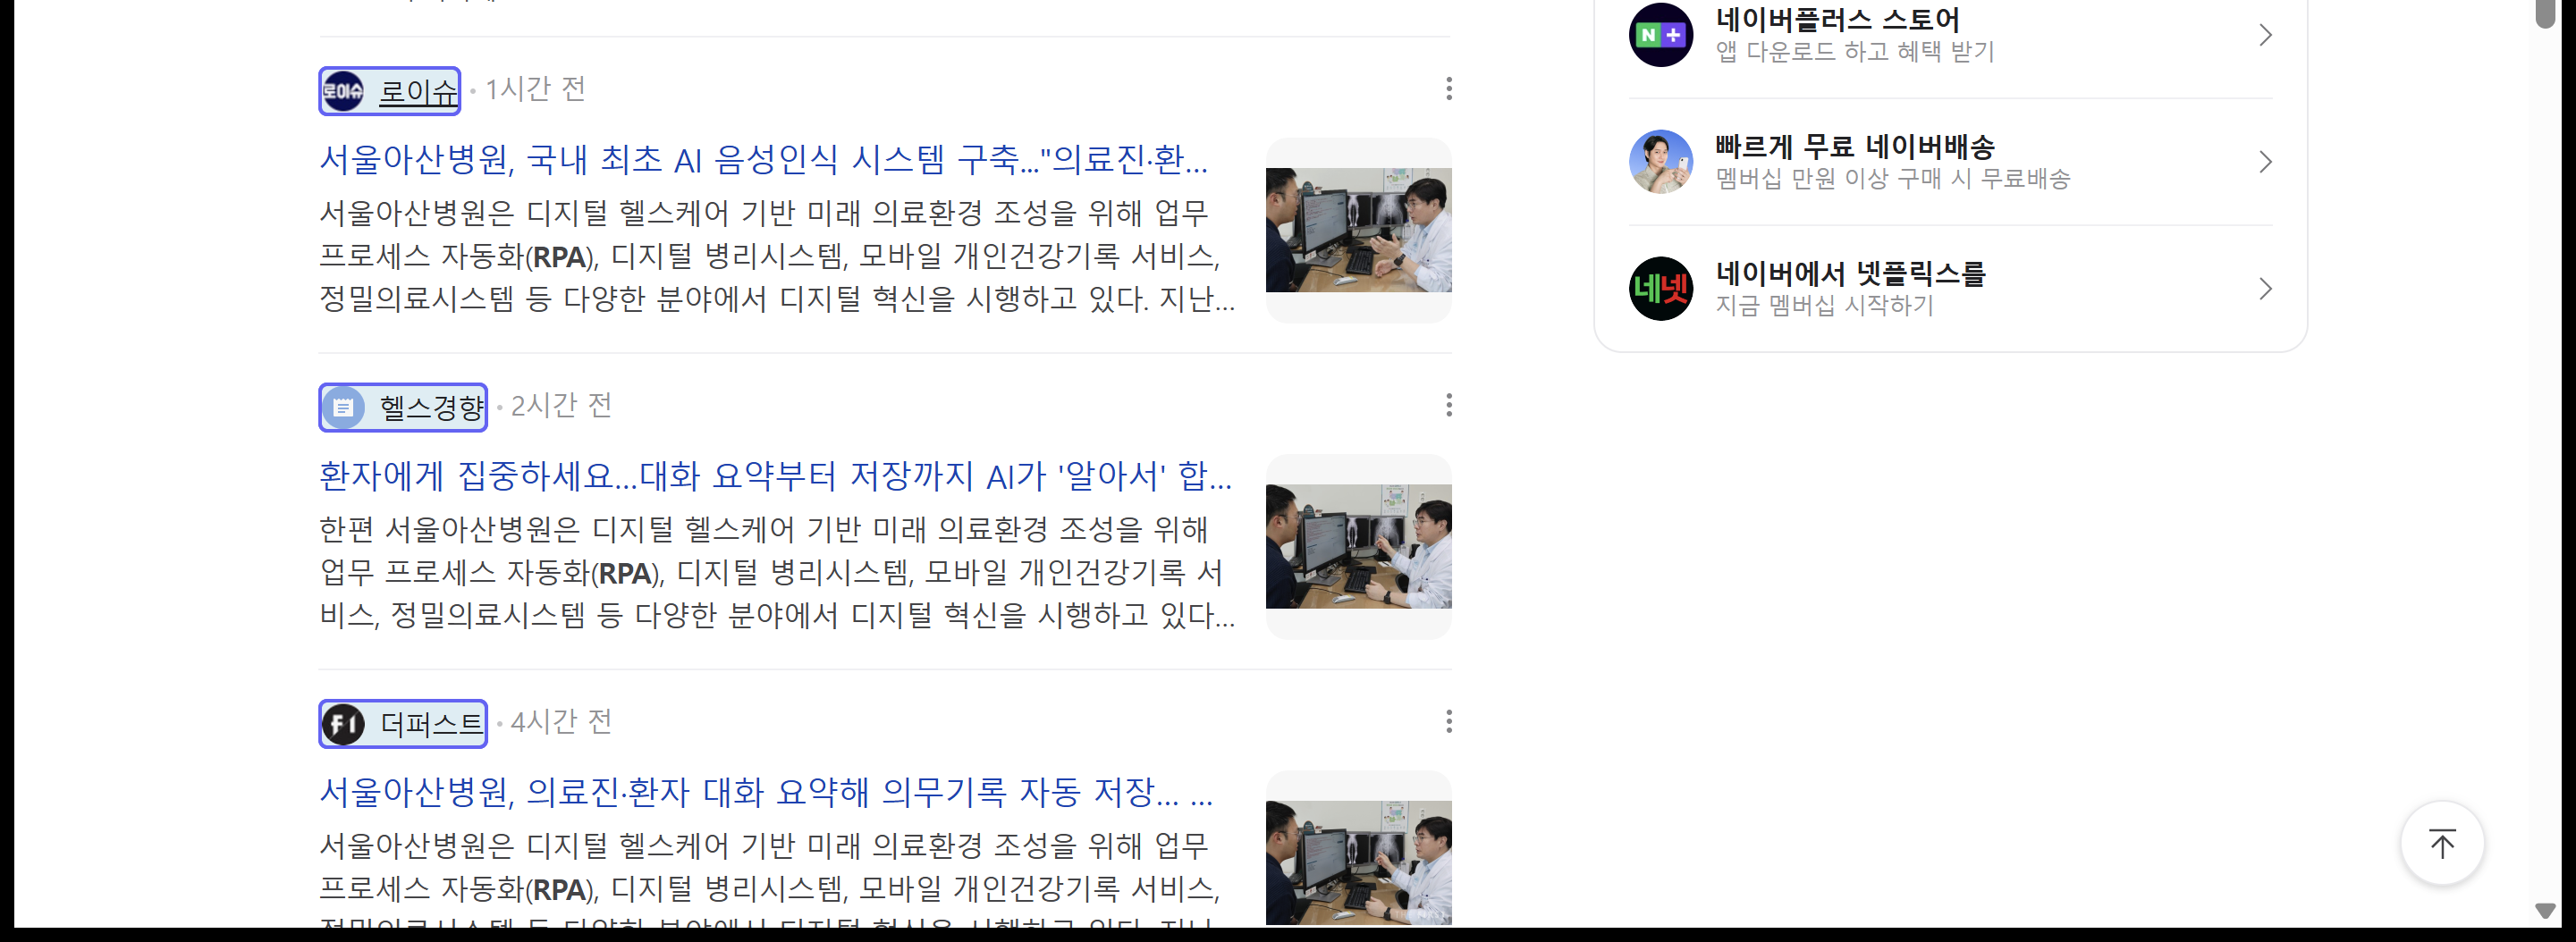 로이슈 로이슈 • 1시간 전
서울아산병원, 국내 최초 AI 음성인식 시스템 구축..."의료진·환...
서울아산병원은 디지털 헬스케어 기반 미래 의료환경 조성을 위해 업무
프로세스 자동화(RPA), 디지털 병리시스템, 모바일 개인건강기록 서비스,
정밀의료시스템 등 다양한 분야에서 디지털 혁신을 시행하고 있다. 지난...
헬스경향 • 2시간 전
환자에게 집중하세요...대화 요약부터 저장까지 AI가 '알아서' 합...
한편 서울아산병원은 디지털 헬스케어 기반 미래 의료환경 조성을 위해
업무 프로세스 자동화(RPA), 디지털 병리시스템, 모바일 개인건강기록 서
비스, 정밀의료시스템 등 다양한 분야에서 디지털 혁신을 시행하고 있다...
더퍼스트 • 4시간 전
서울아산병원, 의료진·환자 대화 요약해 의무기록 자동 저장... ...
서울아산병원은 디지털 헬스케어 기반 미래 의료환경 조성을 위해 업무
프로세스 자동화(RPA), 디지털 병리시스템, 모바일 개인건강기록 서비스,
N+
네이버플러스 스토어
앱 다운로드 하고 혜택 받기
빠르게 무료 네이버배송
멤버십 만원 이상 구매 시 무료배송
네넷
네이버에서 넷플릭스를
지금 멤버십 시작하기